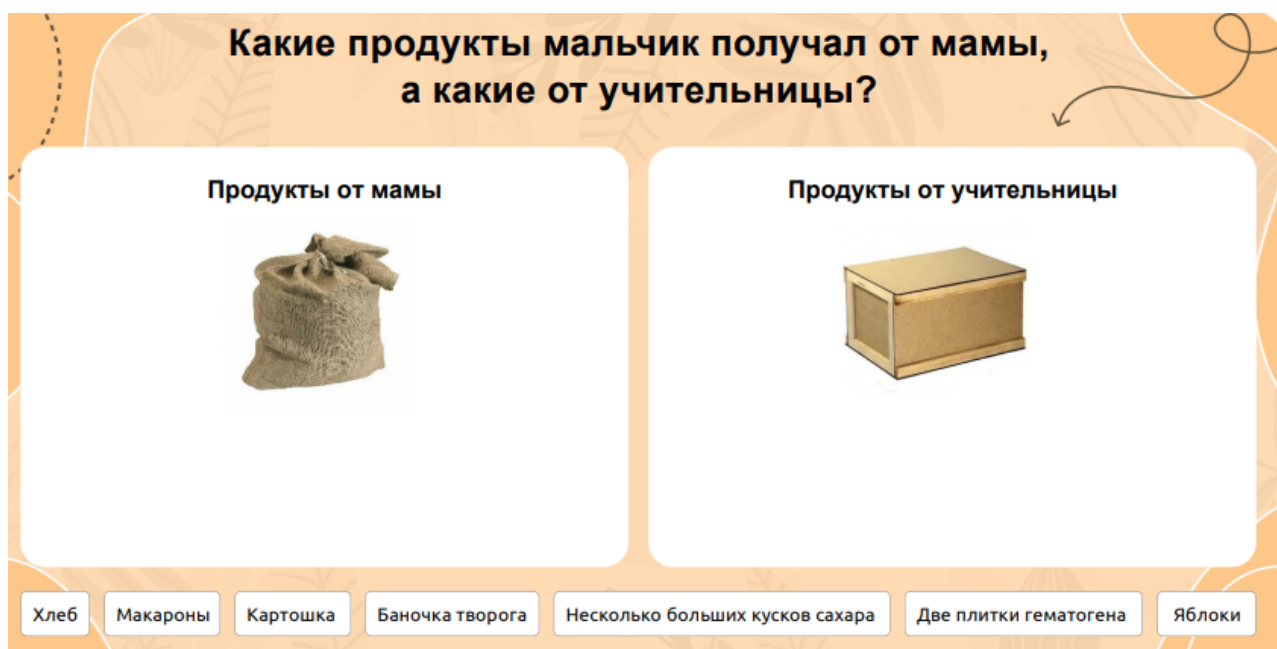 Какие продукты мальчик получал от мамы,
а какие от учительницы?
Продукты от мамы
Продукты от учительницы
Хлеб
Макароны
Картошка
Баночка творога
Несколько больших кусков сахара
Две плитки гематогена
Яблоки